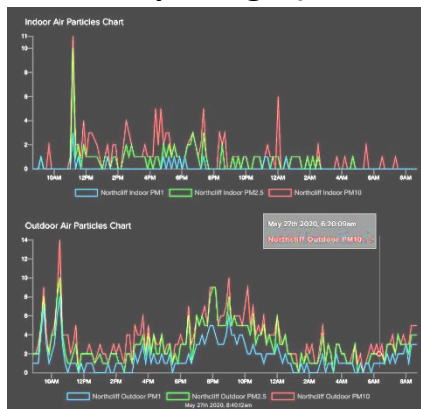 Indoor Air Particles Chart
11
10
8
6
4
2
0
10AM 12PM 2PM 4PM 6PM 8PM 10PM 12AM 2AM 4AM 6AM 8AM
Northcliff Indoor PM1 Northcliff Indoor PM2.5 Northcliff Indoor PM10
Outdoor Air Particles Chart
May 27th 2020, 6:20:09am
Northcliff Outdoor PM10
14
12
10
8
6
4
2
0
10AM 12PM 2PM 4PM 6PM 8PM 10PM 12AM 2AM 4AM 6AM 8AM
Northcliff Outdoor PM1 Northcliff Outdoor PM2.5 Northcliff Outdoor PM10
May 27th 2020, 8:40:12am